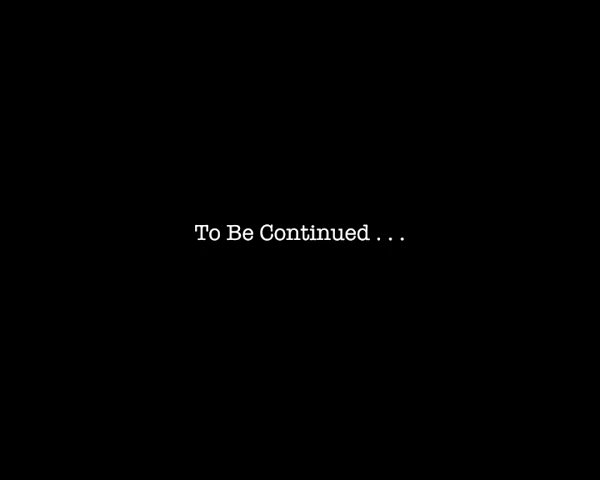 To Be Continued . . .